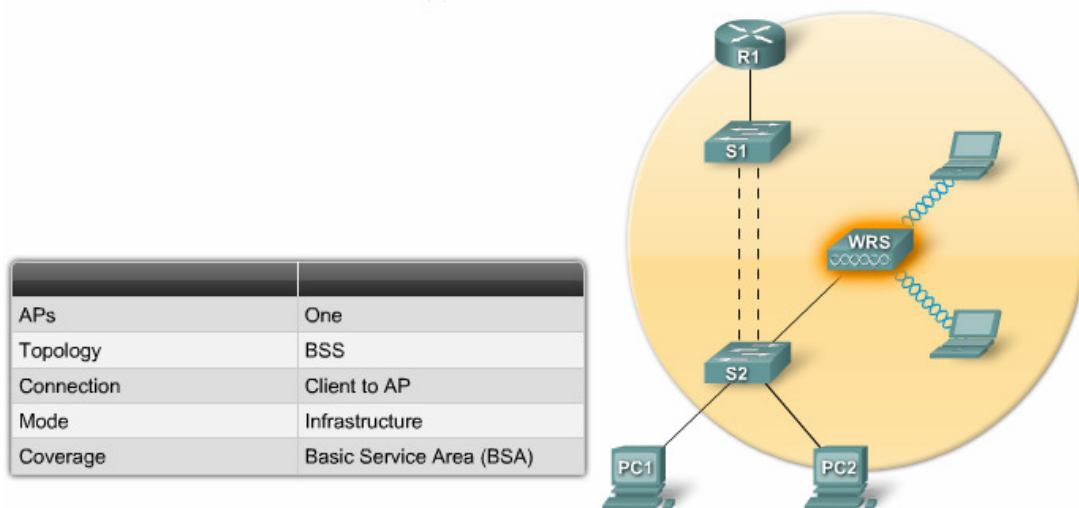 APs One
Topology BSS
Connection Client to AP
Mode Infrastructure
Coverage Basic Service Area (BSA)
R1
S1
WRS
S2
PC1
PC2